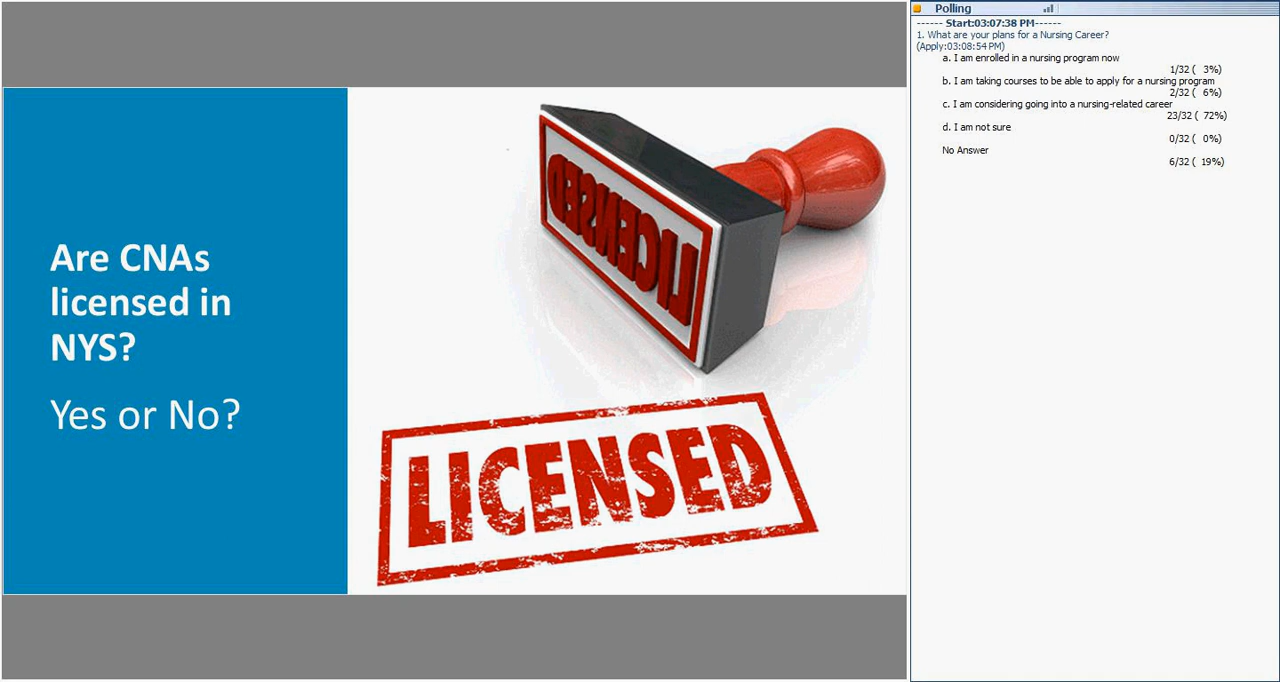 Are CNAs
licensed in
NYS?
Yes or No?
LICENSED
LICENSED
Polling
------ Start:03:07:38 PM------
1. What are your plans for a Nursing Career?
(Apply:03:08:54 PM)
a. I am enrolled in a nursing program now
1/32 ( 3%)
b. I am taking courses to be able to apply for a nursing program
2/32 ( 6%)
c. I am considering going into a nursing-related career
23/32 ( 72%)
d. I am not sure
0/32 ( 0%)
No Answer
6/32 ( 19%)